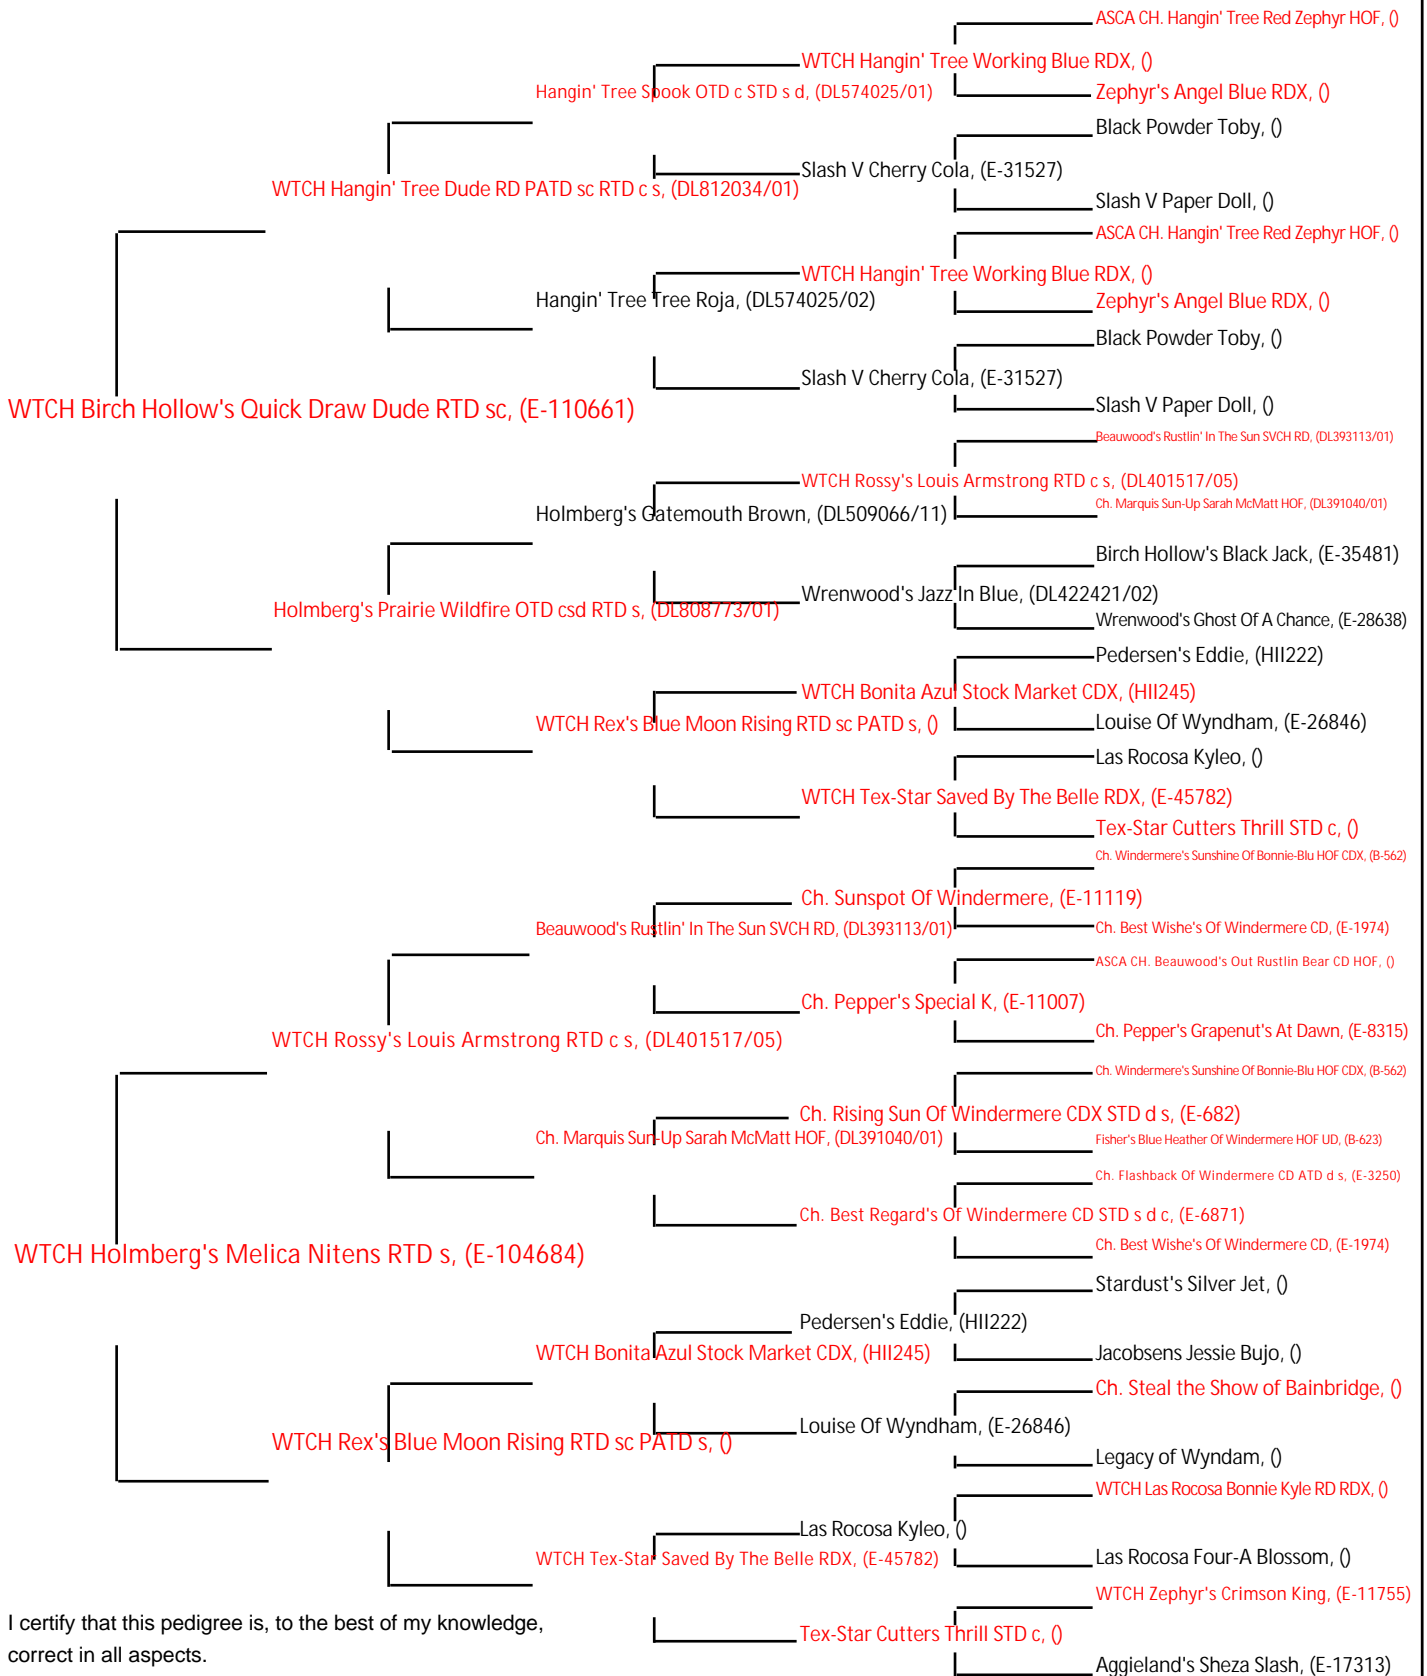 ASCA CH. Hangin' Tree Red Zephyr HOF, ()
WTCH Hangin' Tree Working Blue RDX, ()
Hangin' Tree Spook OTD c STD s d, (DL574025/01)
Zephyr's Angel Blue RDX, ()
Black Powder Toby, ()
Slash V Cherry Cola, (E-31527)
WTCH Hangin' Tree Dude RD PATD sc RTD c s, (DL812034/01)
Slash V Paper Doll, ()
ASCA CH. Hangin' Tree Red Zephyr HOF, ()
WTCH Hangin' Tree Working Blue RDX, ()
Hangin' Tree Tree Roja, (DL574025/02)
Zephyr's Angel Blue RDX, ()
Black Powder Toby, ()
Slash V Cherry Cola, (E-31527)
Slash V Paper Doll, ()
WTCH Birch Hollow's Quick Draw Dude RTD sc, (E-110661)
Beauwood's Rustlin' In The Sun SVCH RD, (DL393113/01)
WTCH Rossy's Louis Armstrong RTD c s, (DL401517/05)
Ch. Marquis Sun-Up Sarah McMatt HOF, (DL391040/01)
Holmberg's Gatemouth Brown, (DL509066/11)
Birch Hollow's Black Jack, (E-35481)
Wrenwood's Jazz In Blue, (DL422421/02)
Holmberg's Prairie Wildfire OTD csd RTD s, (DL808773/01)
Wrenwood's Ghost Of A Chance, (E-28638)
Pedersen's Eddie, (HII222)
WTCH Bonita Azul Stock Market CDX, (HII245)
WTCH Rex's Blue Moon Rising RTD sc PATD s, ()
Louise Of Wyndham, (E-26846)
Las Rocosa Kyleo, ()
WTCH Tex-Star Saved By The Belle RDX, (E-45782)
Tex-Star Cutters Thrill STD c, ()
Ch. Windermere's Sunshine Of Bonnie-Blu HOF CDX, (B-562)
Ch. Sunspot Of Windermere, (E-11119)
Beauwood's Rustlin' In The Sun SVCH RD, (DL393113/01)
Ch. Best Wishe's Of Windermere CD, (E-1974)
ASCA CH. Beauwood's Out Rustlin Bear CD HOF, ()
Ch. Pepper's Special K, (E-11007)
Ch. Pepper's Grapenut's At Dawn, (E-8315)
WTCH Rossy's Louis Armstrong RTD c s, (DL401517/05)
Ch. Windermere's Sunshine Of Bonnie-Blu HOF CDX, (B-562)
Ch. Rising Sun Of Windermere CDX STD d s, (E-682)
Ch. Marquis Sun-Up Sarah McMatt HOF, (DL391040/01)
Fisher's Blue Heather Of Windermere HOF UD, (B-623)
Ch. Flashback Of Windermere CD ATD d s, (E-3250)
Ch. Best Regard's Of Windermere CD STD s d c, (E-6871)
Ch. Best Wishe's Of Windermere CD, (E-1974)
WTCH Holmberg's Melica Nitens RTD s, (E-104684)
Stardust's Silver Jet, ()
Pedersen's Eddie, (HII222)
WTCH Bonita Azul Stock Market CDX, (HII245)
Jacobsens Jessie Bujo, ()
Ch. Steal the Show of Bainbridge, ()
Louise Of Wyndham, (E-26846)
WTCH Rex's Blue Moon Rising RTD sc PATD s, ()
Legacy of Wyndam, ()
WTCH Las Rocosa Bonnie Kyle RD RDX, ()
Las Rocosa Kyleo, ()
WTCH Tex-Star Saved By The Belle RDX, (E-45782)
Las Rocosa Four-A Blossom, ()
WTCH Zephyr's Crimson King, (E-11755)
Tex-Star Cutters Thrill STD c, ()
Aggieland's Sheza Slash, (E-17313)
I certify that this pedigree is, to the best of my knowledge,
correct in all aspects.